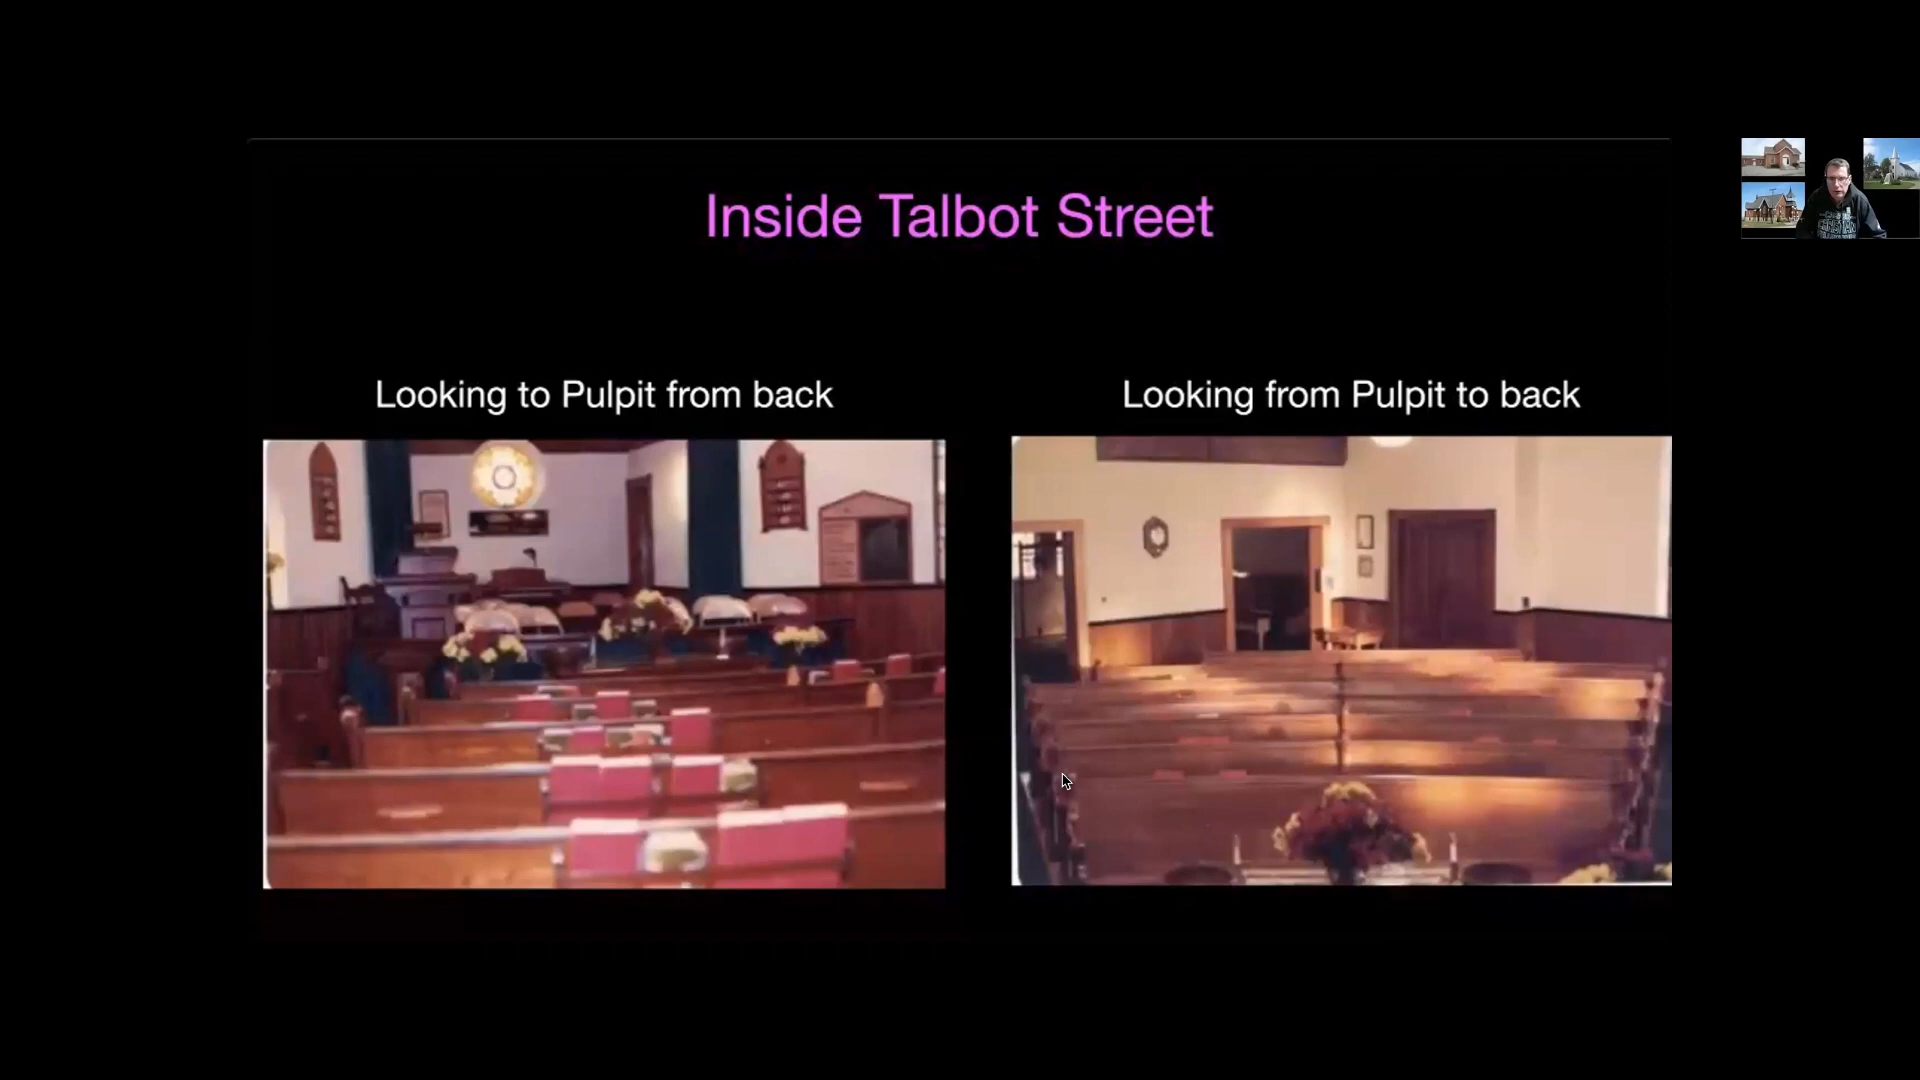 Inside Talbot Street
Looking to Pulpit from back
Looking from Pulpit to back